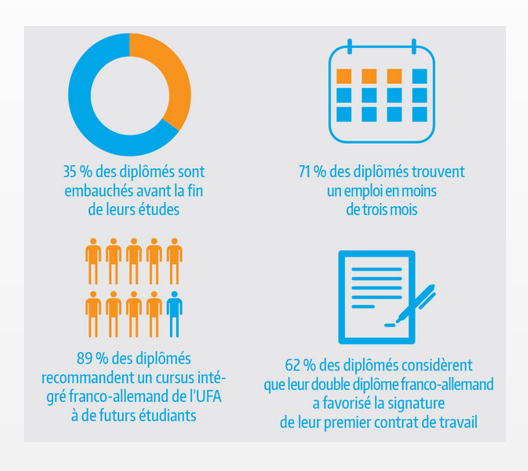 35 % des diplômés sont
embauchés avant la fin
de leurs études
71 % des diplômés trouvent
un emploi en moins
de trois mois
89 % des diplômés
recommandent un cursus inté-
gré franco-allemand de l'UFA
à de futurs étudiants
62 % des diplômés considèrent
que leur double diplôme franco-allemand
a favorisé la signature
de leur premier contrat de travail